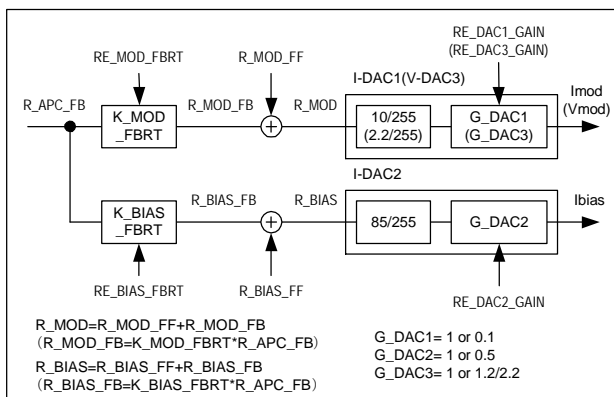 RE_DAC1_GAIN
(RE_DAC3_GAIN)
RE_MOD_FBRT
R_MOD_FF
I-DAC1(V-DAC3)
Imod
(Vmod)
R_APC_FB
K_MOD
_FBRT
R_MOD_FB
R_MOD
10/255
(2.2/255)
G_DAC1
(G_DAC3)
I-DAC2
K_BIAS
_FBRT
R_BIAS_FB
R_BIAS
85/255
G_DAC2
Ibias
RE_BIAS_FBRT
R_BIAS_FF
RE_DAC2_GAIN
R_MOD=R_MOD_FF+R_MOD_FB
(R_MOD_FB=K_MOD_FBRT*R_APC_FB)
R_BIAS=R_BIAS_FF+R_BIAS_FB
(R_BIAS_FB=K_BIAS_FBRT*R_APC_FB)
G_DAC1= 1 or 0.1
G_DAC2= 1 or 0.5
G_DAC3= 1 or 1.2/2.2